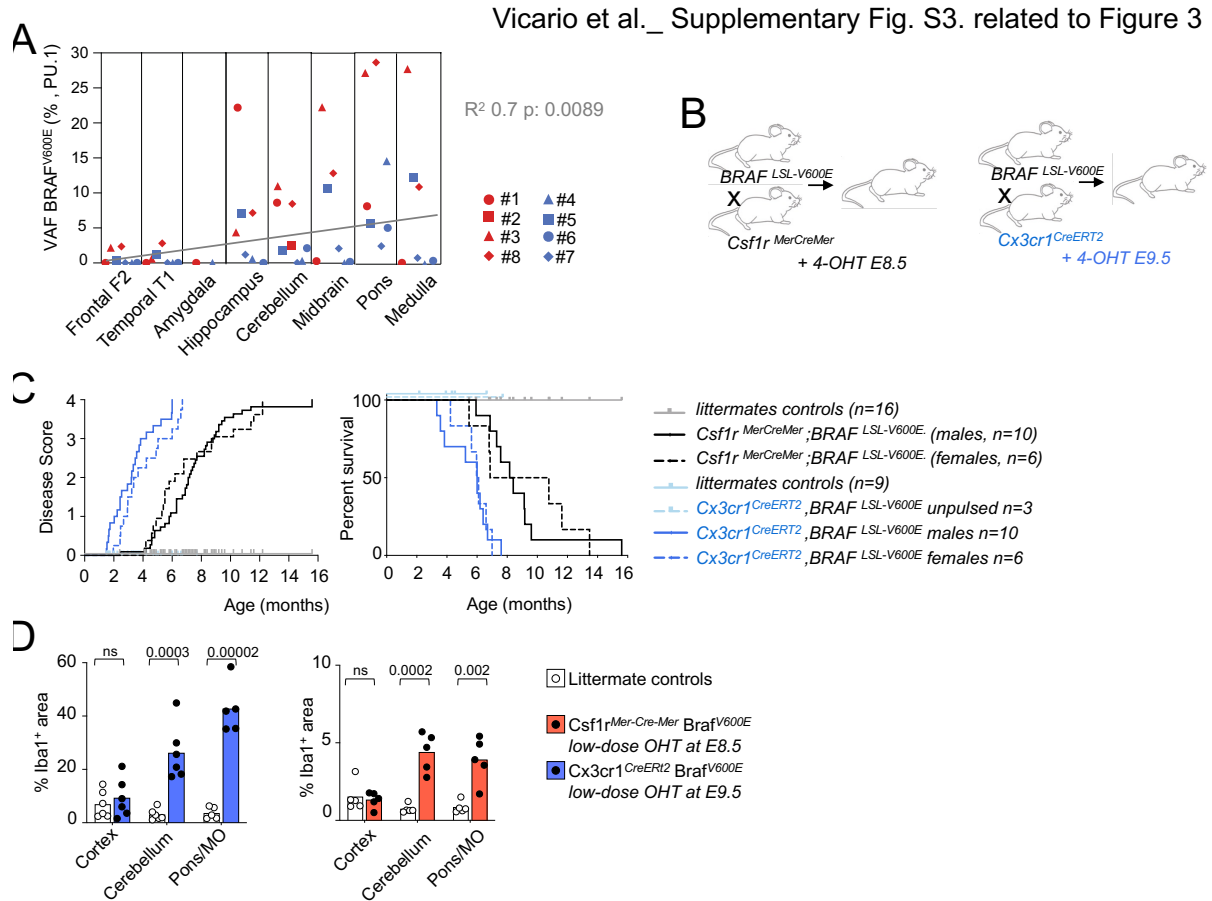 Vicario et al._ Supplementary Fig. S3. related to Figure 3
A
VAF BRAF^V600E (% , PU.1)
30
25
20
15
10
5
0
Frontal F2
Temporal T1
Amygdala
Hippocampus
Cerebellum
Midbrain
Pons
Medulla
R² 0.7 p: 0.0089
#1 #4
#2 #5
#3 #6
#8 #7
B
BRAF LSL-V600E
X
Csf1r MerCreMer
+ 4-OHT E8.5
BRAF LSL-V600E
X
Cx3cr1CreERT2
+ 4-OHT E9.5
C
Disease Score
4
3
2
1
0
0 2 4 6 8 10 12 14 16
Age (months)
Percent survival
100
50
0
0 2 4 6 8 10 12 14 16
Age (months)
littermates controls (n=16)
Csf1r MerCreMer ;BRAF LSL-V600E. (males, n=10)
Csf1r MerCreMer ;BRAF LSL-V600E. (females, n=6)
littermates controls (n=9)
Cx3cr1CreERT2 ,BRAF LSL-V600E unpulsed n=3
Cx3cr1CreERT2 ,BRAF LSL-V600E males n=10
Cx3cr1CreERT2 ,BRAF LSL-V600E females n=6
D
% Iba1+ area
60
40
20
0
ns 0.0003 0.00002
Cortex
Cerebellum
Pons/MO
% Iba1+ area
10
5
0
ns 0.0002 0.002
Cortex
Cerebellum
Pons/MO
Littermate controls
Csf1rMer-Cre-Mer BrafV600E
low-dose OHT at E8.5
Cx3cr1CreERt2 BrafV600E
low-dose OHT at E9.5